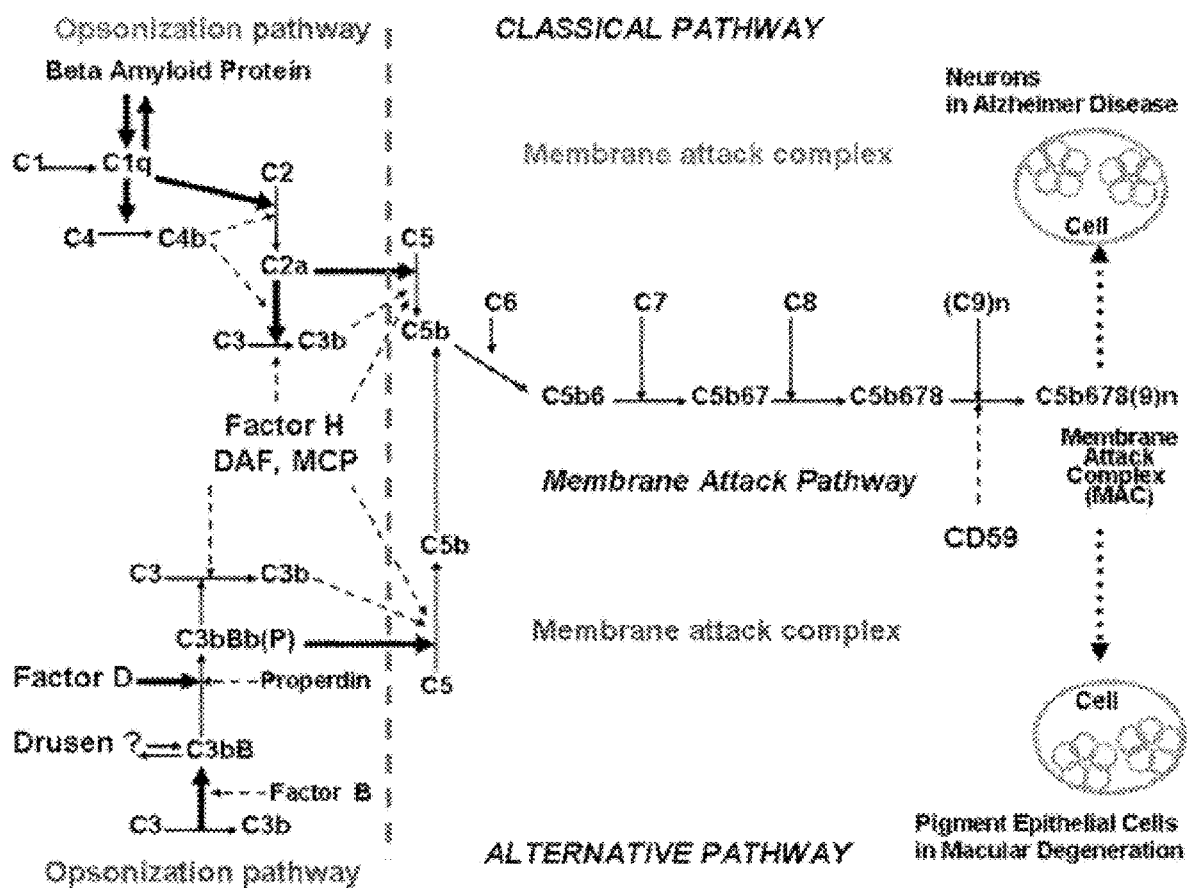 Opsonization pathway
CLASSICAL PATHWAY
Beta Amyloid Protein
Neurons
in Alzheimer Disease
Membrane attack complex
C1
C1q
C2
Cell
C4
C4b
C5
C2a
C6
C7
C8
(C9)n
C3
C3b
C5b
C5b6
C5b67
C5b678
C5b678(9)n
Factor H
DAF, MCP
Membrane Attack Pathway
Membrane
Attack
Complex
(MAC)
CD59
C5b
C3
C3b
C3bBb(P)
Membrane attack complex
Factor D
Properdin
C5
Cell
Drusen ?
C3bB
Factor B
C3
C3b
Pigment Epithelial Cells
in Macular Degeneration
ALTERNATIVE PATHWAY
Opsonization pathway